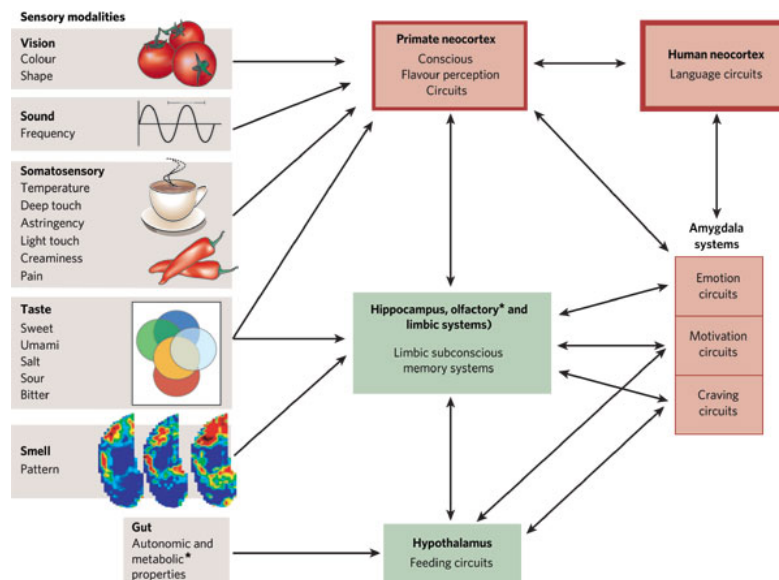 Sensory modalities
Vision
Colour
Shape
Sound
Frequency
Somatosensory
Temperature
Deep touch
Astringency
Light touch
Creaminess
Pain
Taste
Sweet
Umami
Salt
Sour
Bitter
Smell
Pattern
Gut
Autonomic and
metabolic*
properties
Primate neocortex
Conscious
Flavour perception
Circuits
Human neocortex
Language circuits
Hippocampus, olfactory* and
limbic systems)
Limbic subconscious
memory systems
Amygdala
systems
Emotion
circuits
Motivation
circuits
Craving
circuits
Hypothalamus
Feeding circuits